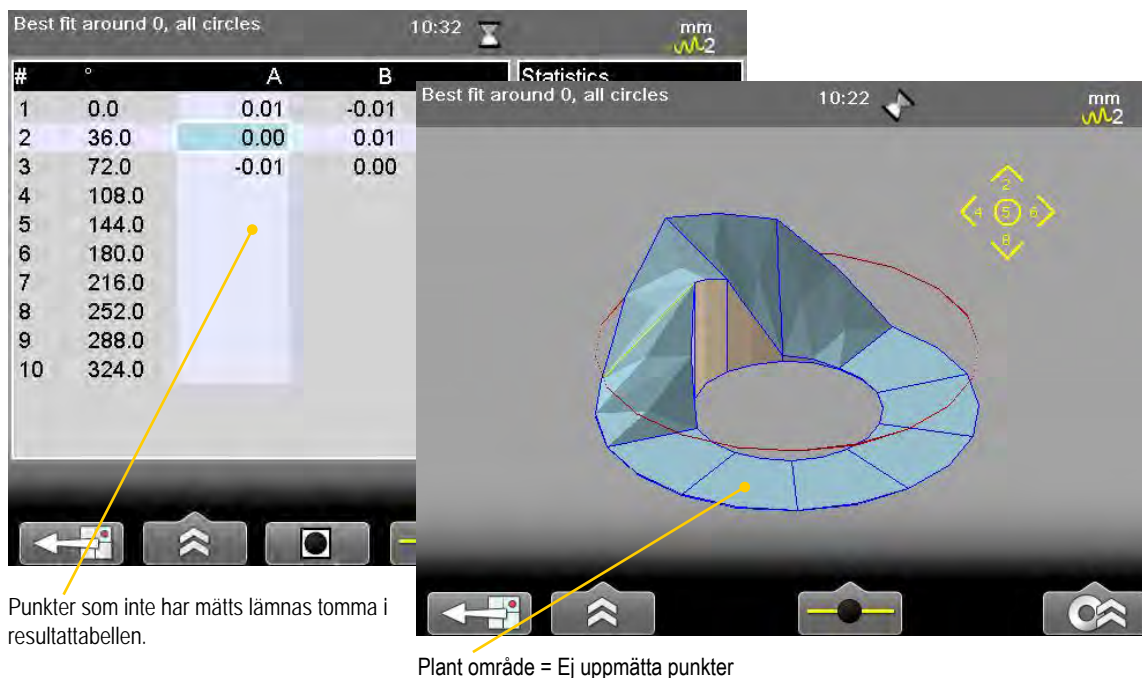 Best fit around 0, all circles 10:32 mm
2
# ° A B Statistics
1 0.0 0.01 -0.01
2 36.0 0.00 0.01
3 72.0 -0.01 0.00
4 108.0
5 144.0
6 180.0
7 216.0
8 252.0
9 288.0
10 324.0
Best fit around 0, all circles 10:22 mm
2
2
4 5 6
8
Punkter som inte har mätts lämnas tomma i
resultattabellen.
Plant område = Ej uppmätta punkter